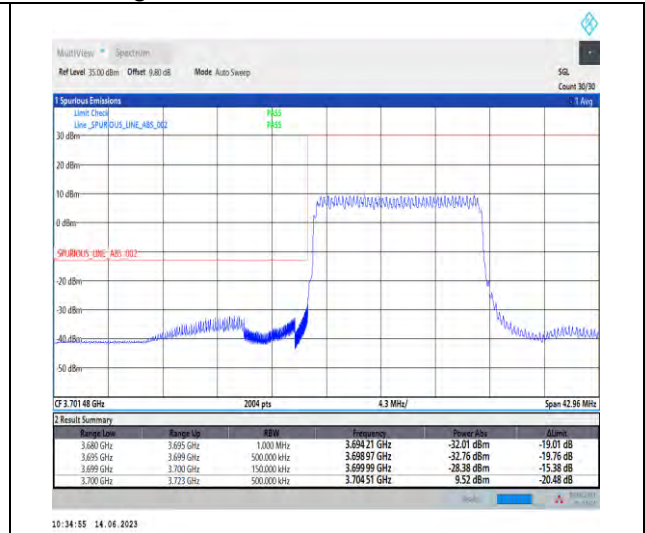 MultiView Spectrum
Ref Level 35.00 dBm Offset 9.80 dB Mode Auto Sweep SGL
Count 30/30
1 Spurious Emissions 1 Avg
Limit Check PASS
Line _SPURIOUS_LINE_ABS_002 PASS
30 dBm
20 dBm
10 dBm
0 dBm
SPURIOUS_LINE_ABS_002
-20 dBm
-30 dBm
-40 dBm
-50 dBm
CF 3.701 48 GHz 2004 pts 4.3 MHz/ Span 42.96 MHz
2 Result Summary
Range Low Range Up RBW Frequency Power Abs ΔLimit
3.680 GHz 3.695 GHz 1.000 MHz 3.694 21 GHz -32.01 dBm -19.01 dB
3.695 GHz 3.699 GHz 500.000 kHz 3.698 97 GHz -32.76 dBm -19.76 dB
3.699 GHz 3.700 GHz 150.000 kHz 3.699 99 GHz -28.38 dBm -15.38 dB
3.700 GHz 3.723 GHz 500.000 kHz 3.704 51 GHz 9.52 dBm -20.48 dB
10:34:55 14.06.2023